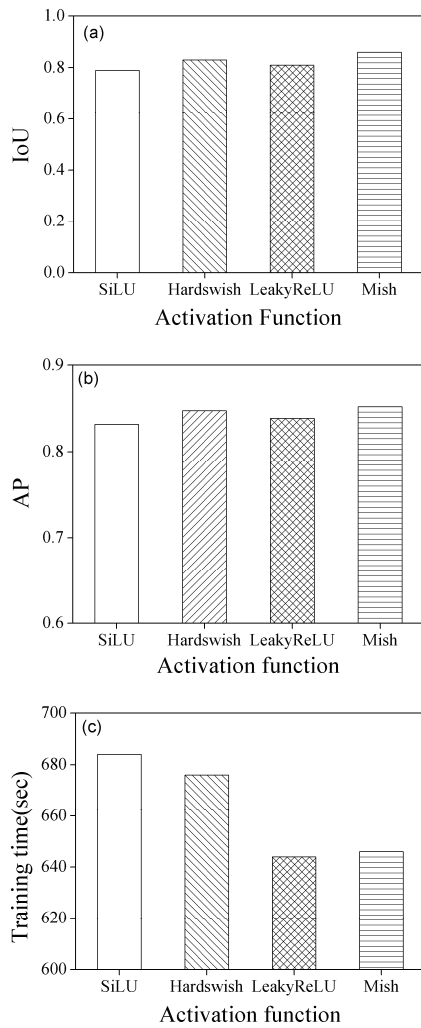 (a)
1.0
0.8
0.6
0.4
0.2
0.0
IoU
SiLU Hardswish LeakyReLU Mish
Activation Function
(b)
0.9
0.8
0.7
0.6
AP
SiLU Hardswish LeakyReLU Mish
Activation function
(c)
700
680
660
640
620
600
Training time(sec)
SiLU Hardswish LeakyReLU Mish
Activation function